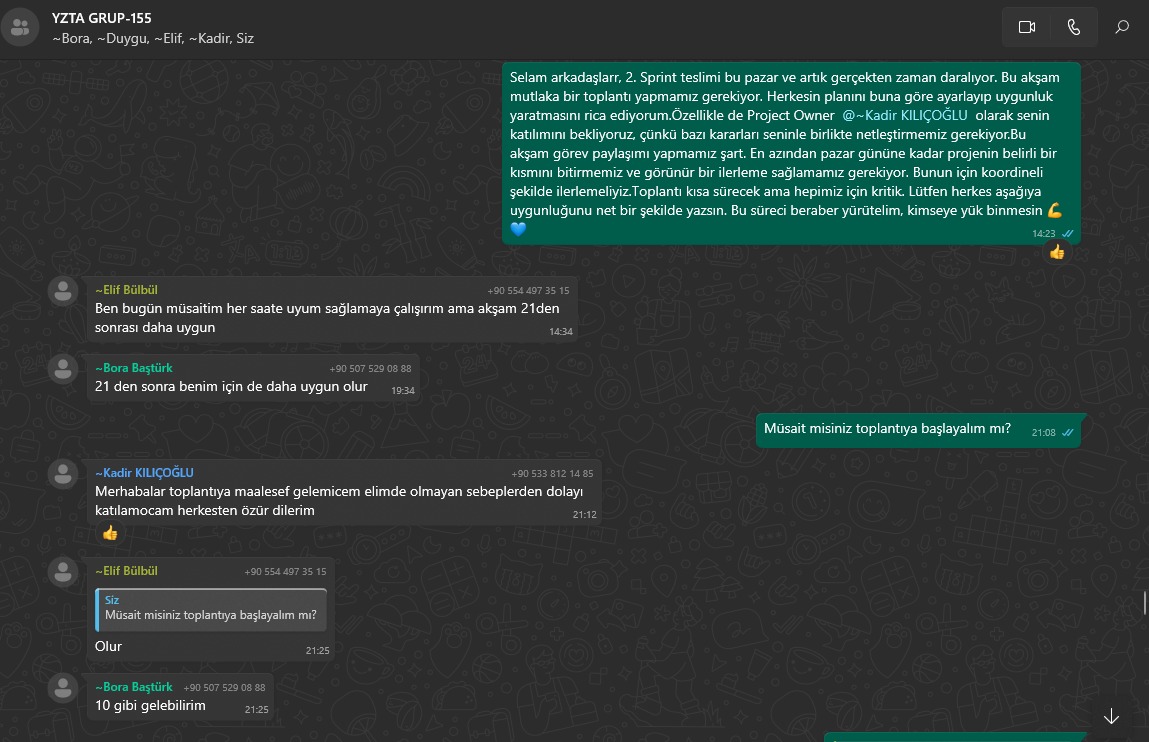 YZTA GRUP-155
~Bora, ~Duygu, ~Elif, ~Kadir, Siz
Selam arkadaşlarr, 2. Sprint teslimi bu pazar ve artık gerçekten zaman daralıyor. Bu akşam
mutlaka bir toplantı yapmamız gerekiyor. Herkesin planını buna göre ayarlayıp uygunluk
yaratmasını rica ediyorum.Özellikle de Project Owner @~Kadir KILIÇOĞLU olarak senin
katılımını bekliyoruz, çünkü bazı kararları seninle birlikte netleştirmemiz gerekiyor.Bu
akşam görev paylaşımı yapmamız şart. En azından pazar gününe kadar projenin belirli bir
kısmını bitirmemiz ve görünür bir ilerleme sağlamamız gerekiyor. Bunun için koordineli
şekilde ilerlemeliyiz.Toplantı kısa sürecek ama hepimiz için kritik. Lütfen herkes aşağıya
uygunluğunu net bir şekilde yazsın. Bu süreci beraber yürütelim, kimseye yük binmesin 💪
💙
14:23
👍
~Elif Bülbül +90 554 497 35 15
Ben bugün müsaitim her saate uyum sağlamaya çalışırım ama akşam 21den
sonrası daha uygun
14:34
~Bora Baştürk +90 507 529 08 88
21 den sonra benim için de daha uygun olur 19:34
Müsait misiniz toplantıya başlayalım mı? 21:08
~Kadir KILIÇOĞLU +90 533 812 14 85
Merhabalar toplantıya maalesef gelemicem elimde olmayan sebeplerden dolayı
katılamocam herkesten özür dilerim
21:12
👍
~Elif Bülbül +90 554 497 35 15
Siz
Müsait misiniz toplantıya başlayalım mı?
Olur 21:25
~Bora Baştürk +90 507 529 08 88
10 gibi gelebilirim 21:25